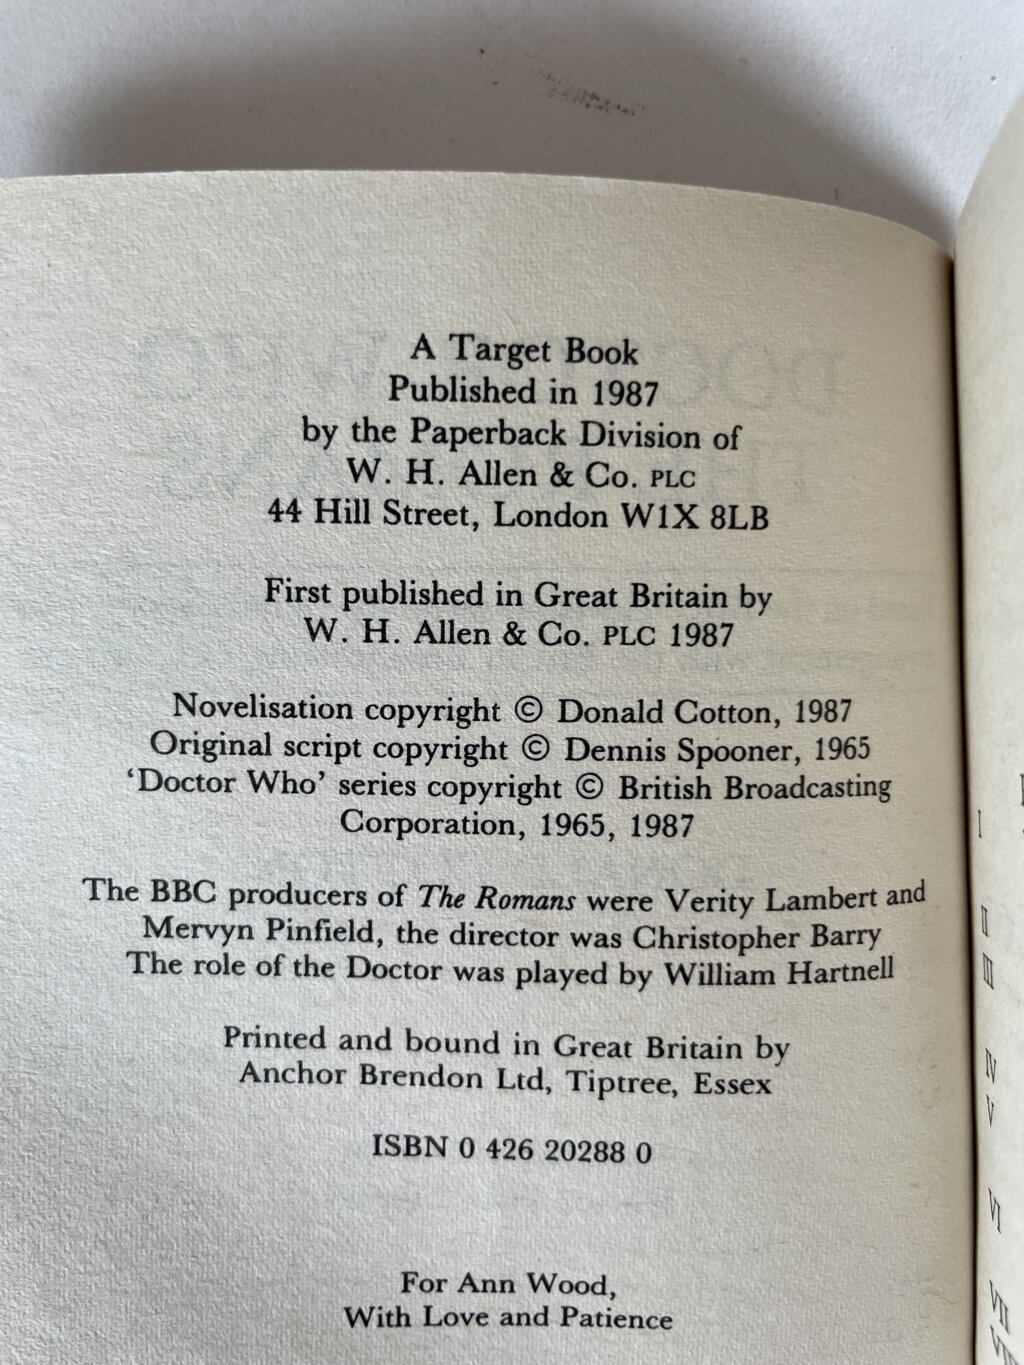 A Target Book
Published in 1987
by the Paperback Division of
W. H. Allen & Co. PLC
44 Hill Street, London W1X 8LB
First published in Great Britain by
W. H. Allen & Co. PLC 1987
Novelisation copyright © Donald Cotton, 1987
Original script copyright © Dennis Spooner, 1965
‘Doctor Who’ series copyright © British Broadcasting
Corporation, 1965, 1987
The BBC producers of The Romans were Verity Lambert and
Mervyn Pinfield, the director was Christopher Barry
The role of the Doctor was played by William Hartnell
Printed and bound in Great Britain by
Anchor Brendon Ltd, Tiptree, Essex
ISBN 0 426 20288 0
For Ann Wood,
With Love and Patience
I
II
III
IV
V
VI
VII